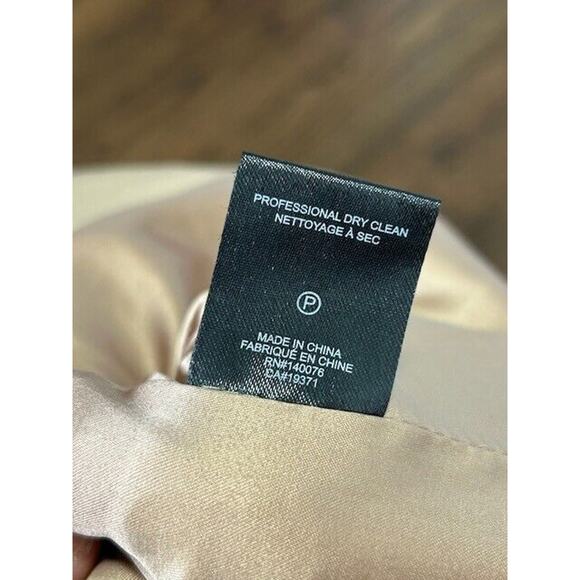 PROFESSIONAL DRY CLEAN
NETTOYAGE À SEC
P
MADE IN CHINA
FABRIQUÉ EN CHINE
RN#140076
CA#19371